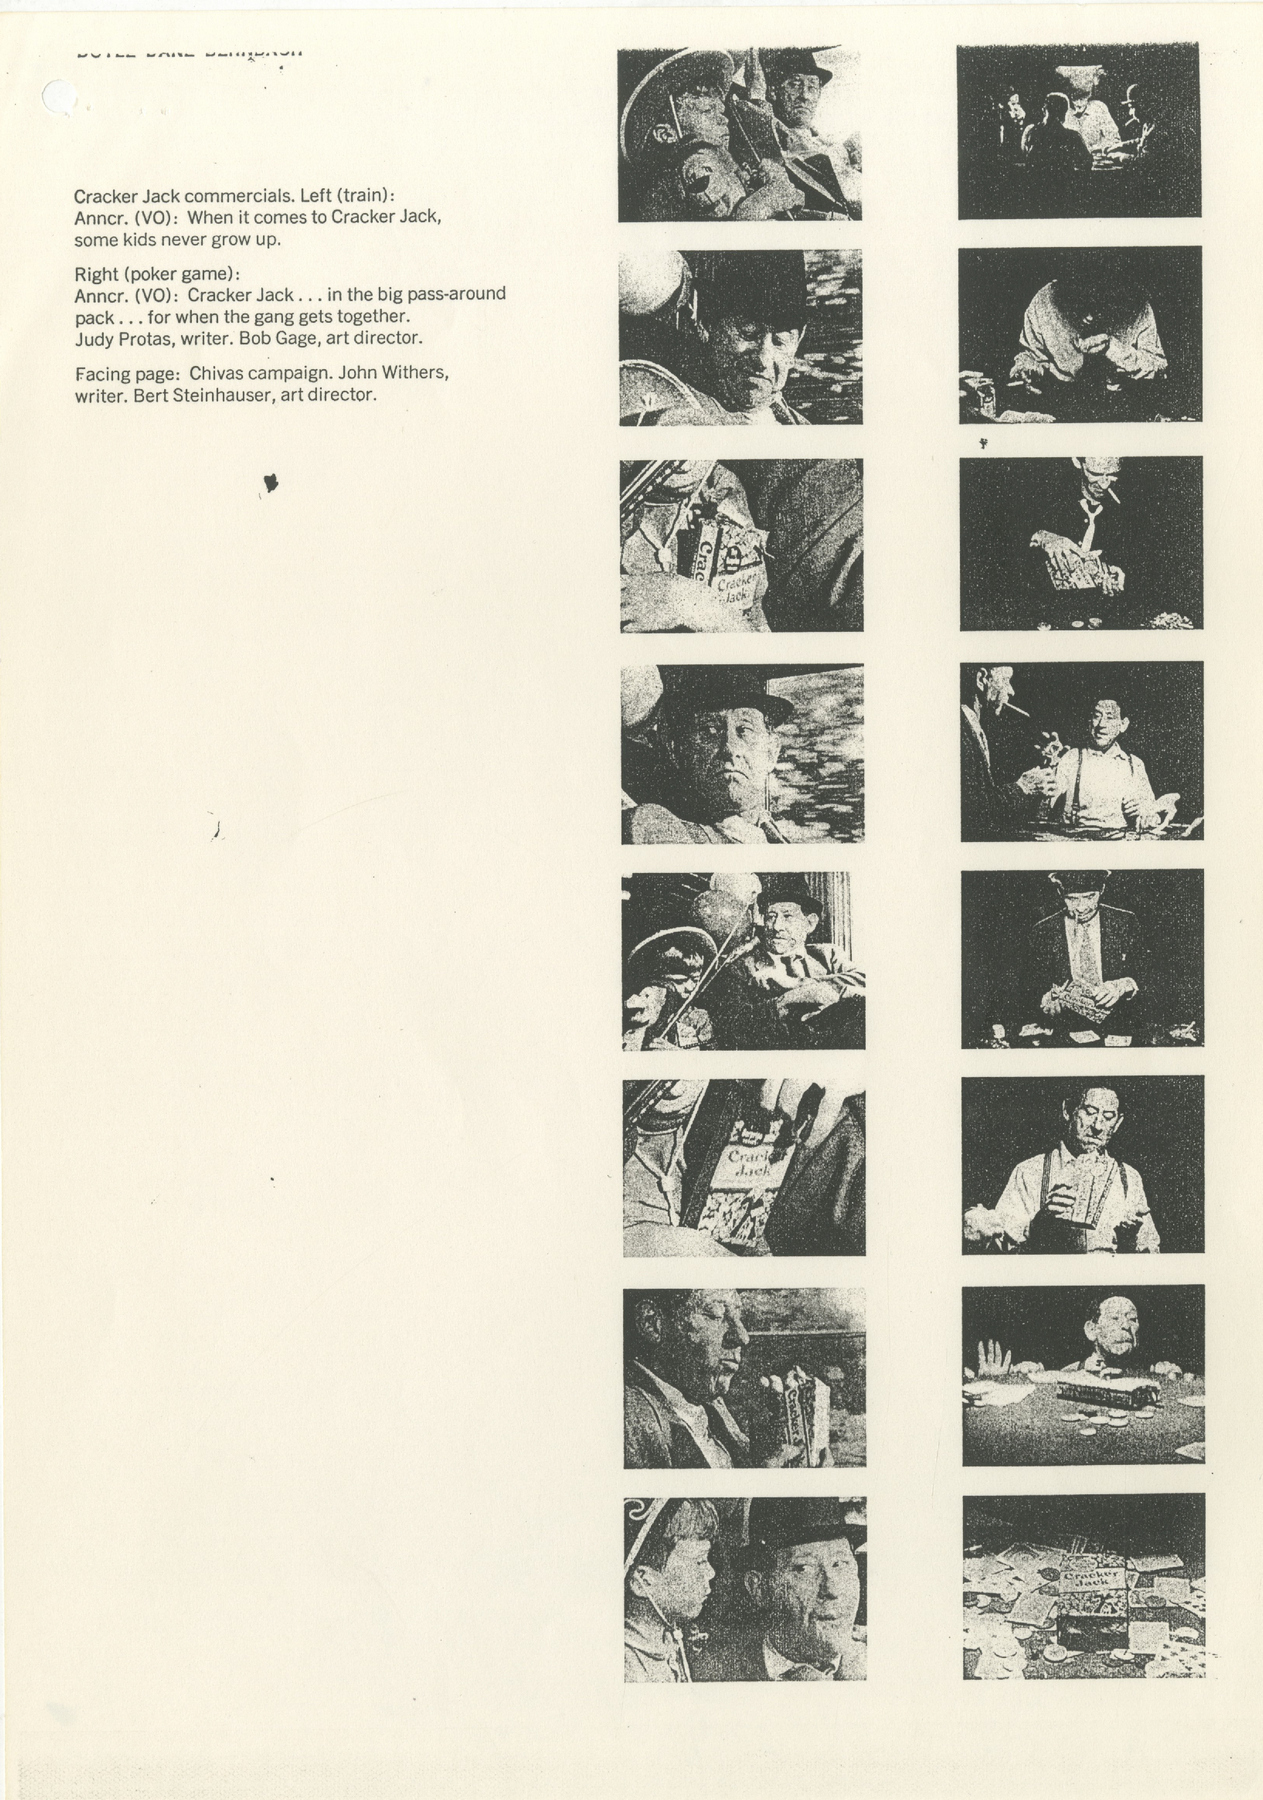 Cracker Jack commercials. Left (train):
Anncr. (VO): When it comes to Cracker Jack,
some kids never grow up.
Right (poker game):
Anncr. (VO): Cracker Jack . . . in the big pass-around
pack . . . for when the gang gets together.
Judy Protas, writer. Bob Gage, art director.
Facing page: Chivas campaign. John Withers,
writer. Bert Steinhauser, art director.
Crac
Cracker
Jack
Cracker
Jack
Cracker J
Cracker
Jack